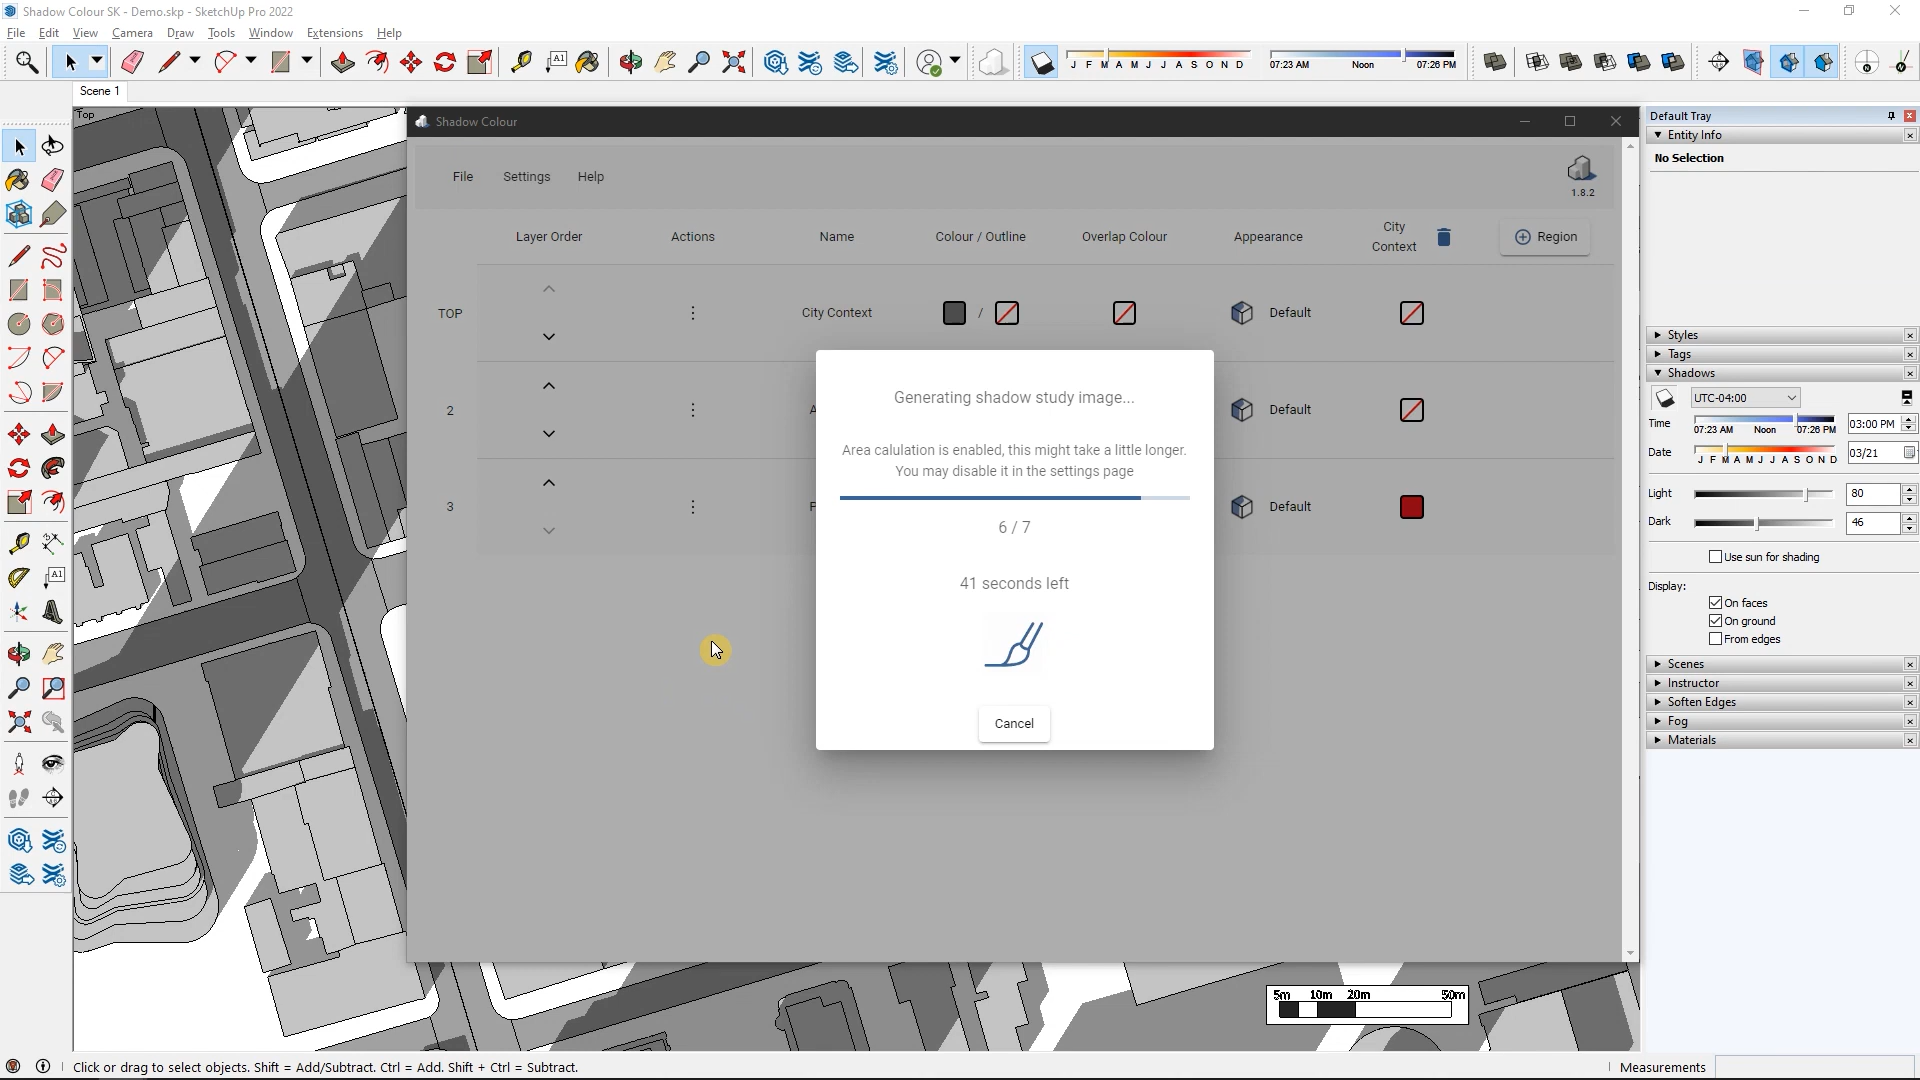 Shadow Colour SK - Demo.skp - SketchUp Pro 2022
File Edit View Camera Draw Tools Window Extensions Help
J F M A M J J A S O N D
07:23 AM Noon 07:26 PM
Scene 1
Top
Shadow Colour
File Settings Help
1.8.2
Layer Order Actions Name Colour / Outline Overlap Colour Appearance City Context Region
TOP City Context / Default
2 Default
3 Default
Generating shadow study image...
Area calulation is enabled, this might take a little longer.
You may disable it in the settings page
6 / 7
41 seconds left
Cancel
5m 10m 20m 50m
Default Tray
Entity Info
No Selection
Styles
Tags
Shadows
UTC-04:00
Time 07:23 AM Noon 07:26 PM 03:00 PM
Date J F M A M J J A S O N D 03/21
Light 80
Dark 46
Use sun for shading
Display:
On faces
On ground
From edges
Scenes
Instructor
Soften Edges
Fog
Materials
Click or drag to select objects. Shift = Add/Subtract. Ctrl = Add. Shift + Ctrl = Subtract.
Measurements